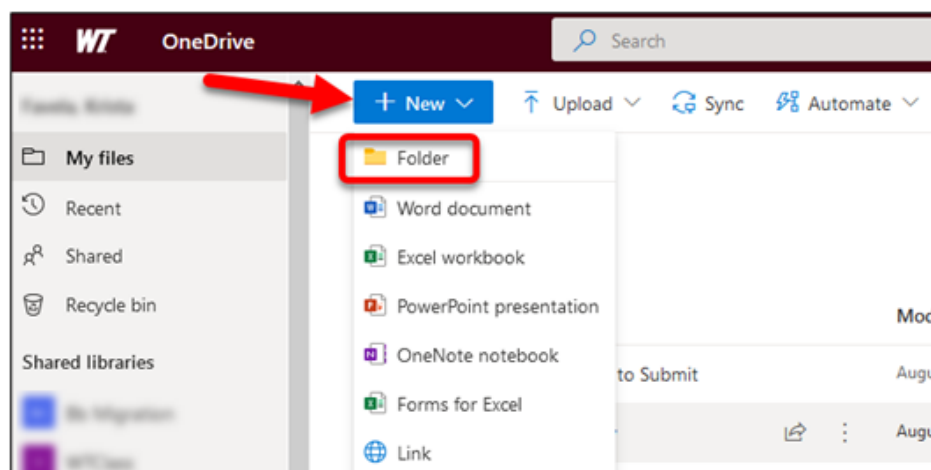 WT OneDrive Search
New Upload Sync Automate
My files
Recent
Shared
Recycle bin
Shared libraries
Folder
Word document
Excel workbook
PowerPoint presentation
OneNote notebook
Forms for Excel
Link
to Submit